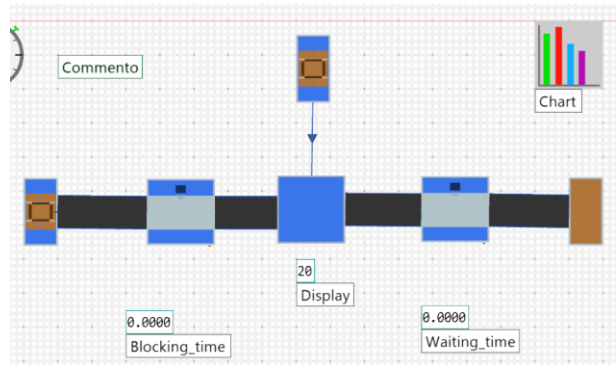 Commento
Chart
20
Display
0.0000
Blocking_time
0.0000
Waiting_time